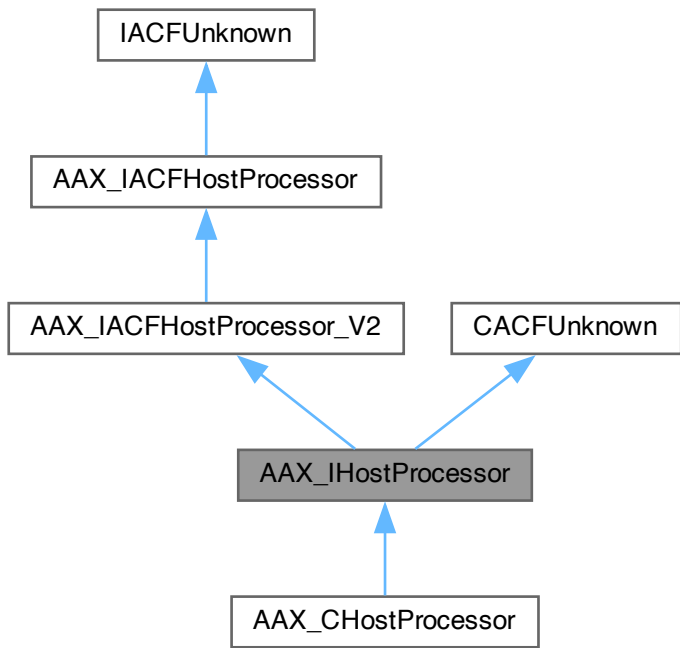 IACFUnknown
AAX_IACFHostProcessor
AAX_IACFHostProcessor_V2
CACFUnknown
AAX_IHostProcessor
AAX_CHostProcessor